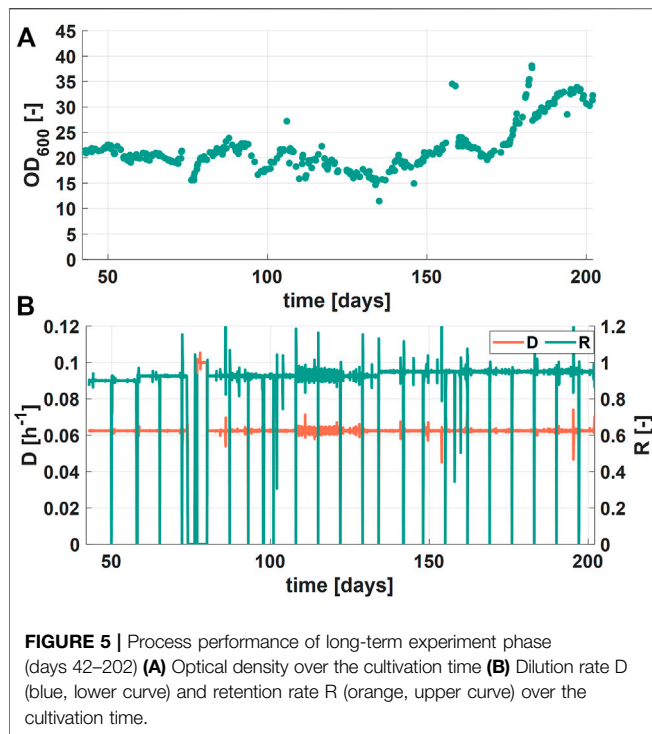 A
45
40
35
30
25
20
15
10
5
0
OD600 [-]
50 100 150 200
time [days]
B
0.12
0.1
0.08
0.06
0.04
0.02
0
D [h-1]
D R
1.2
1
0.8
0.6
0.4
0.2
0
R [-]
50 100 150 200
time [days]
FIGURE 5 | Process performance of long-term experiment phase
(days 42–202) (A) Optical density over the cultivation time (B) Dilution rate D
(blue, lower curve) and retention rate R (orange, upper curve) over the
cultivation time.